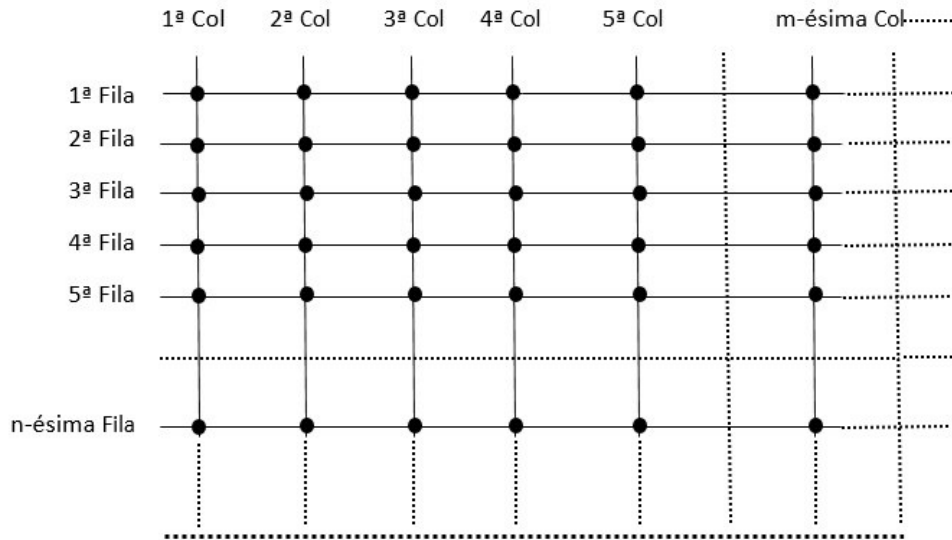 1ª Col 2ª Col 3ª Col 4ª Col 5ª Col m-ésima Col
1ª Fila
2ª Fila
3ª Fila
4ª Fila
5ª Fila
n-ésima Fila